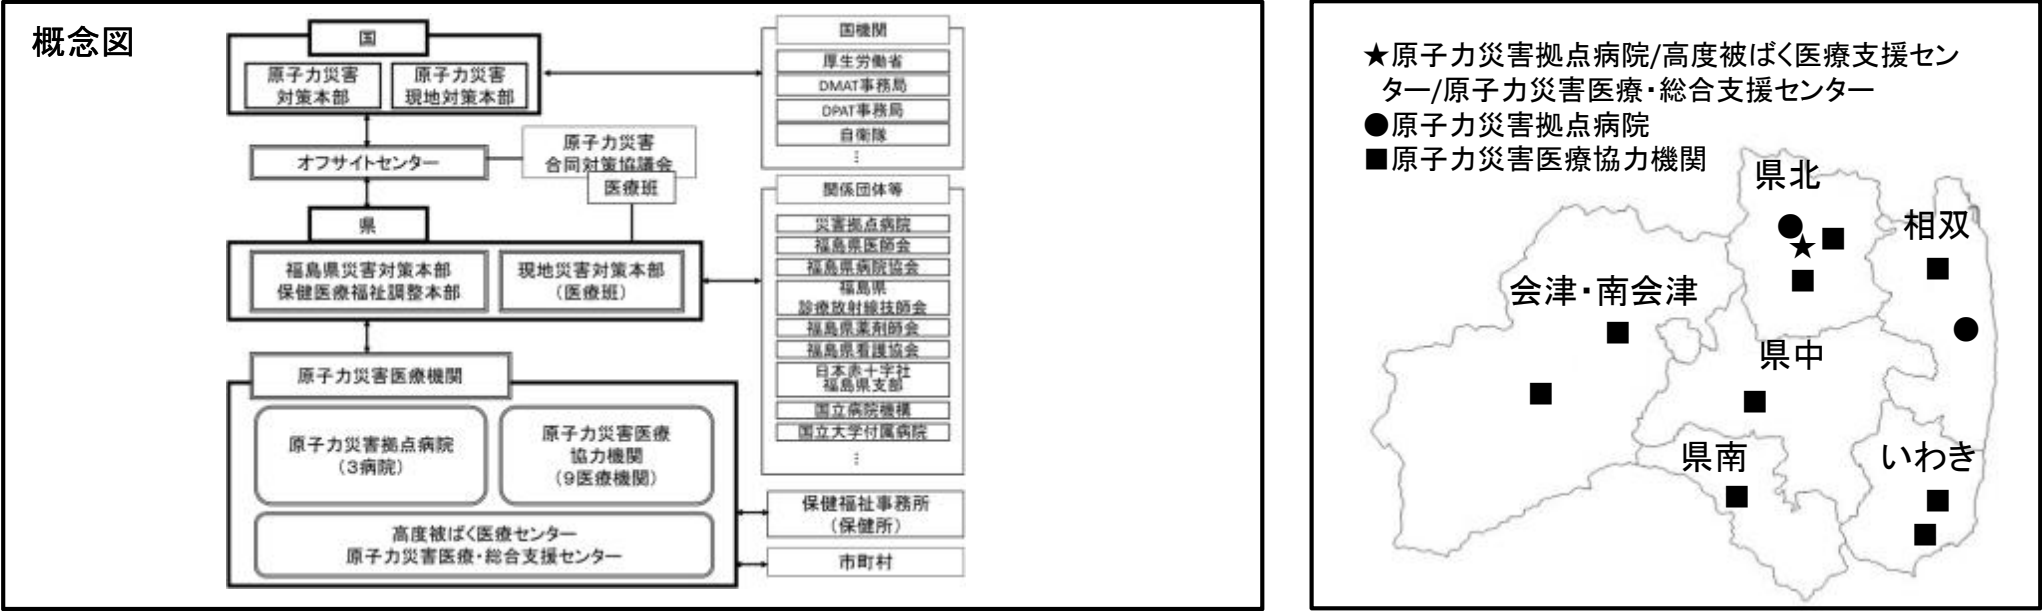 概念図
国
原子力災害
対策本部
原子力災害
現地対策本部
オフサイトセンター
原子力災害
合同対策協議会
医療班
県
福島県災害対策本部
保健医療福祉調整本部
現地災害対策本部
（医療班）
原子力災害医療機関
原子力災害拠点病院
（3病院）
原子力災害医療
協力機関
（9医療機関）
高度被ばく医療センター
原子力災害医療・総合支援センター
国機関
厚生労働省
DMAT事務局
DPAT事務局
自衛隊
⋮
関係団体等
災害拠点病院
福島県医師会
福島県病院協会
福島県
診療放射線技師会
福島県薬剤師会
福島県看護協会
日本赤十字社
福島県支部
国立病院機構
国立大学付属病院
⋮
保健福祉事務所
（保健所）
市町村
★原子力災害拠点病院/高度被ばく医療支援セン
ター/原子力災害医療・総合支援センター
●原子力災害拠点病院
■原子力災害医療協力機関
県北
相双
会津・南会津
県中
県南
いわき